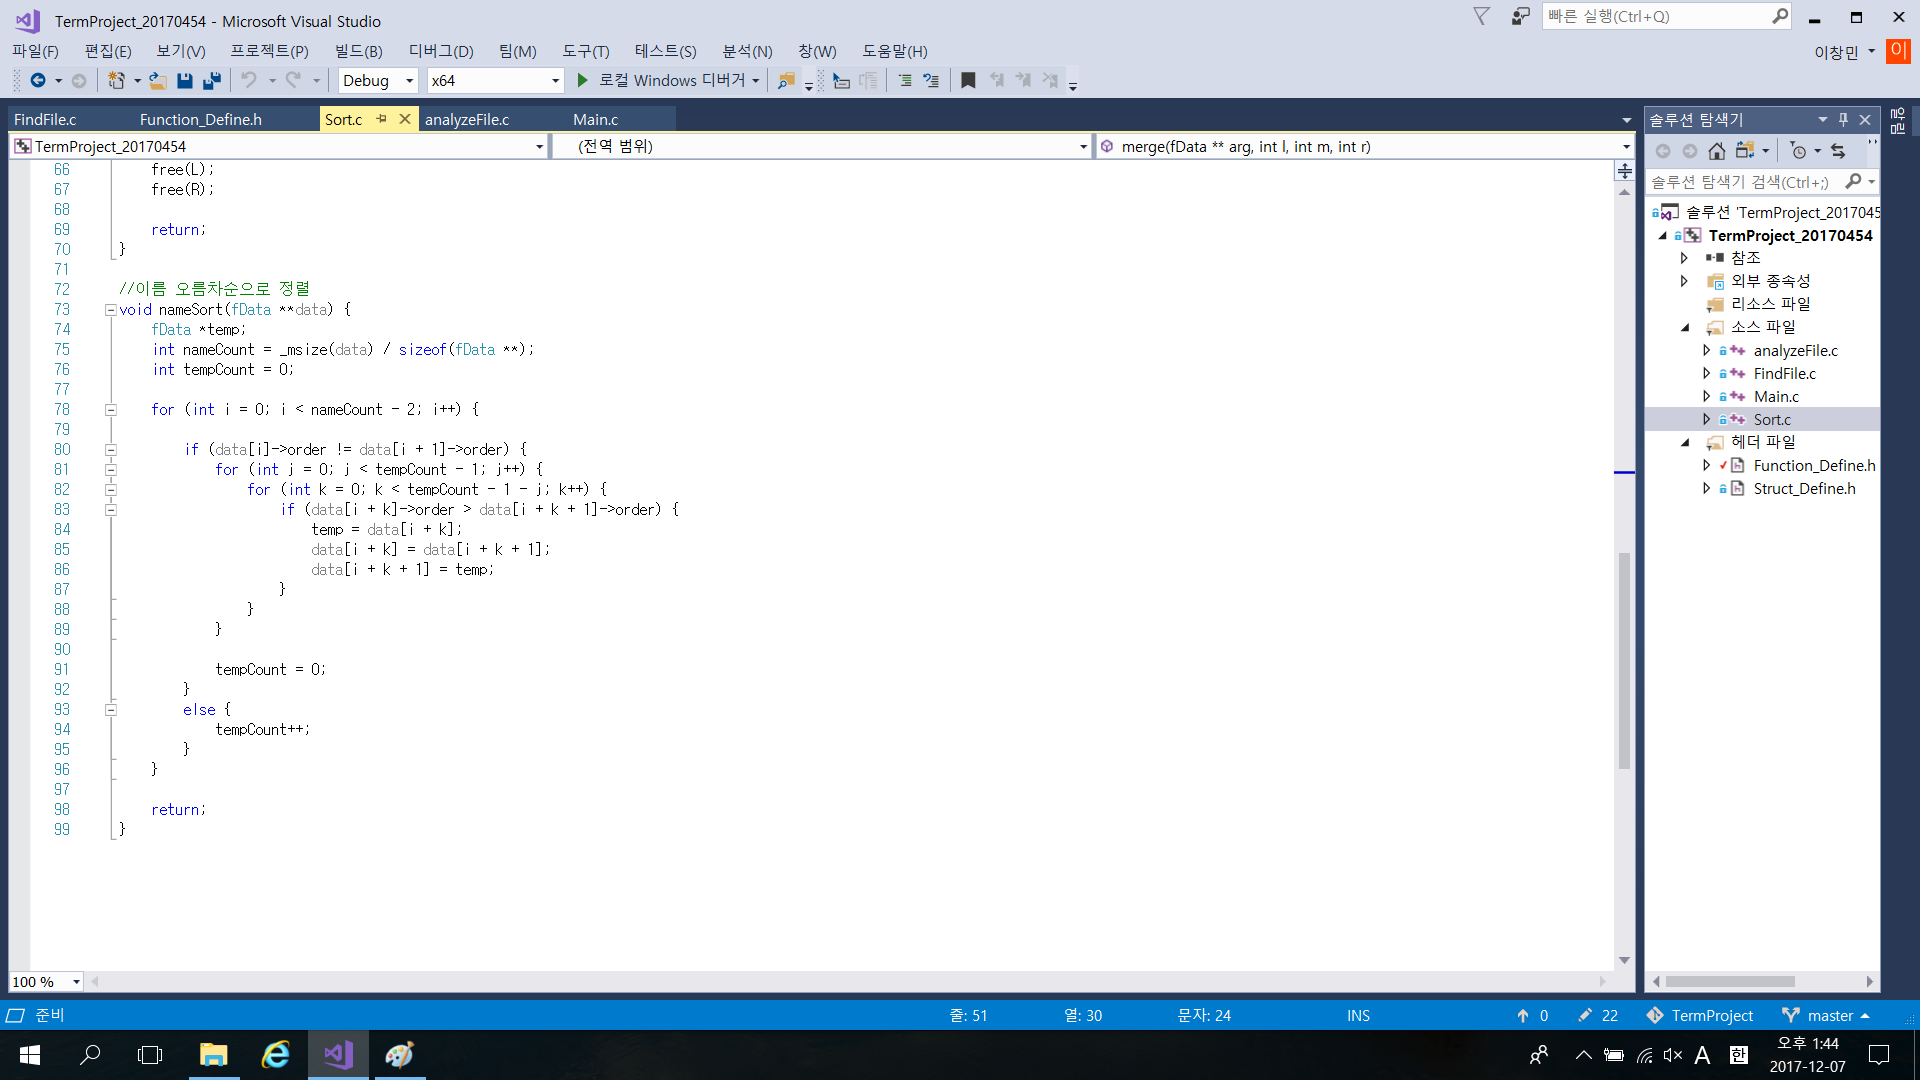 TermProject_20170454 - Microsoft Visual Studio
빠른 실행(Ctrl+Q)
파일(F) 편집(E) 보기(V) 프로젝트(P) 빌드(B) 디버그(D) 팀(M) 도구(T) 테스트(S) 분석(N) 창(W) 도움말(H)
이창민 이
Debug x64 로컬 Windows 디버거
FindFile.c Function_Define.h Sort.c analyzeFile.c Main.c
TermProject_20170454 (전역 범위) merge(fData ** arg, int l, int m, int r)
66 free(L);
67 free(R);
68
69 return;
70 }
71
72 //이름 오름차순으로 정렬
73 void nameSort(fData **data) {
74 fData *temp;
75 int nameCount = _msize(data) / sizeof(fData **);
76 int tempCount = 0;
77
78 for (int i = 0; i < nameCount - 2; i++) {
79
80 if (data[i]->order != data[i + 1]->order) {
81 for (int j = 0; j < tempCount - 1; j++) {
82 for (int k = 0; k < tempCount - 1 - j; k++) {
83 if (data[i + k]->order > data[i + k + 1]->order) {
84 temp = data[i + k];
85 data[i + k] = data[i + k + 1];
86 data[i + k + 1] = temp;
87 }
88 }
89 }
90
91 tempCount = 0;
92 }
93 else {
94 tempCount++;
95 }
96 }
97
98 return;
99 }
100 %
솔루션 탐색기
솔루션 탐색기 검색(Ctrl+;)
솔루션 'TermProject_2017045
TermProject_20170454
참조
외부 종속성
리소스 파일
소스 파일
analyzeFile.c
FindFile.c
Main.c
Sort.c
헤더 파일
Function_Define.h
Struct_Define.h
알림
준비 줄: 51 열: 30 문자: 24 INS 0 22 TermProject master
A 한 오후 1:44
2017-12-07